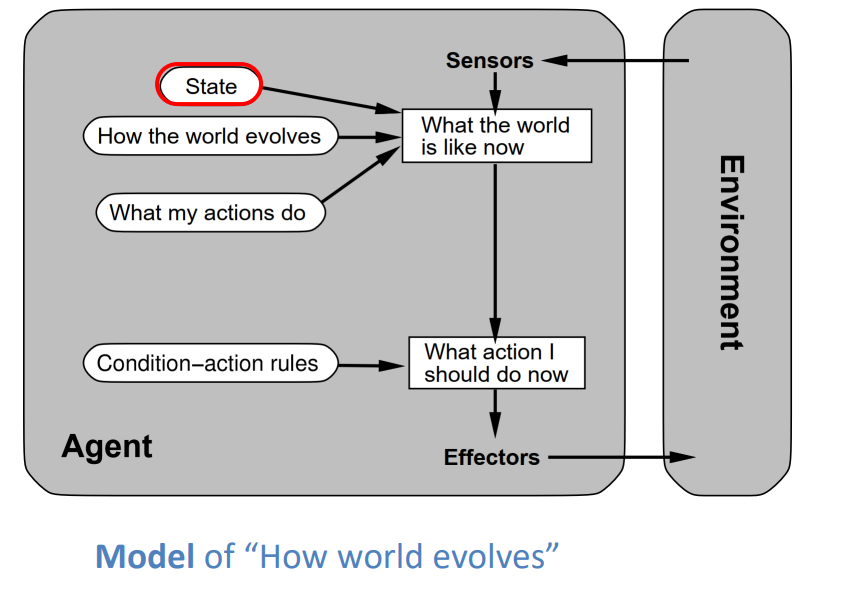 Sensors
State
What the world
is like now
How the world evolves
What my actions do
Environment
What action I
should do now
Condition–action rules
Agent
Effectors
Model of “How world evolves”